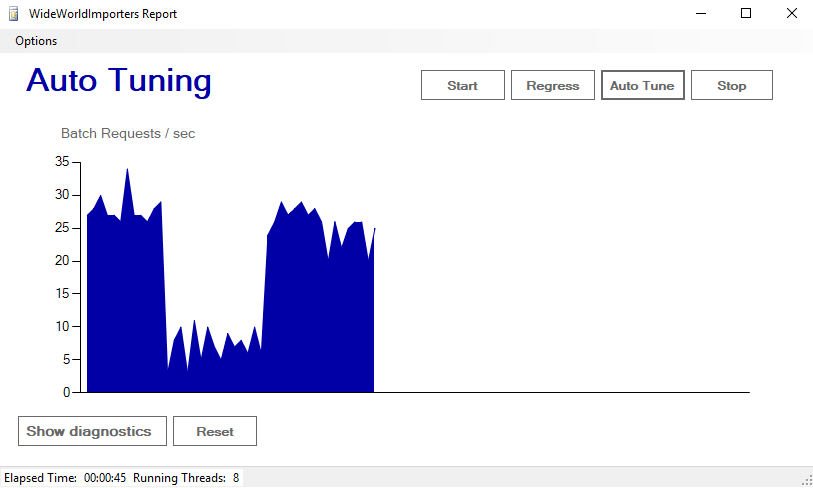 WideWorldImporters Report
Options
Auto Tuning
Start Regress Auto Tune Stop
Batch Requests / sec
35
30
25
20
15
10
5
0
Show diagnostics Reset
Elapsed Time: 00:00:45 Running Threads: 8